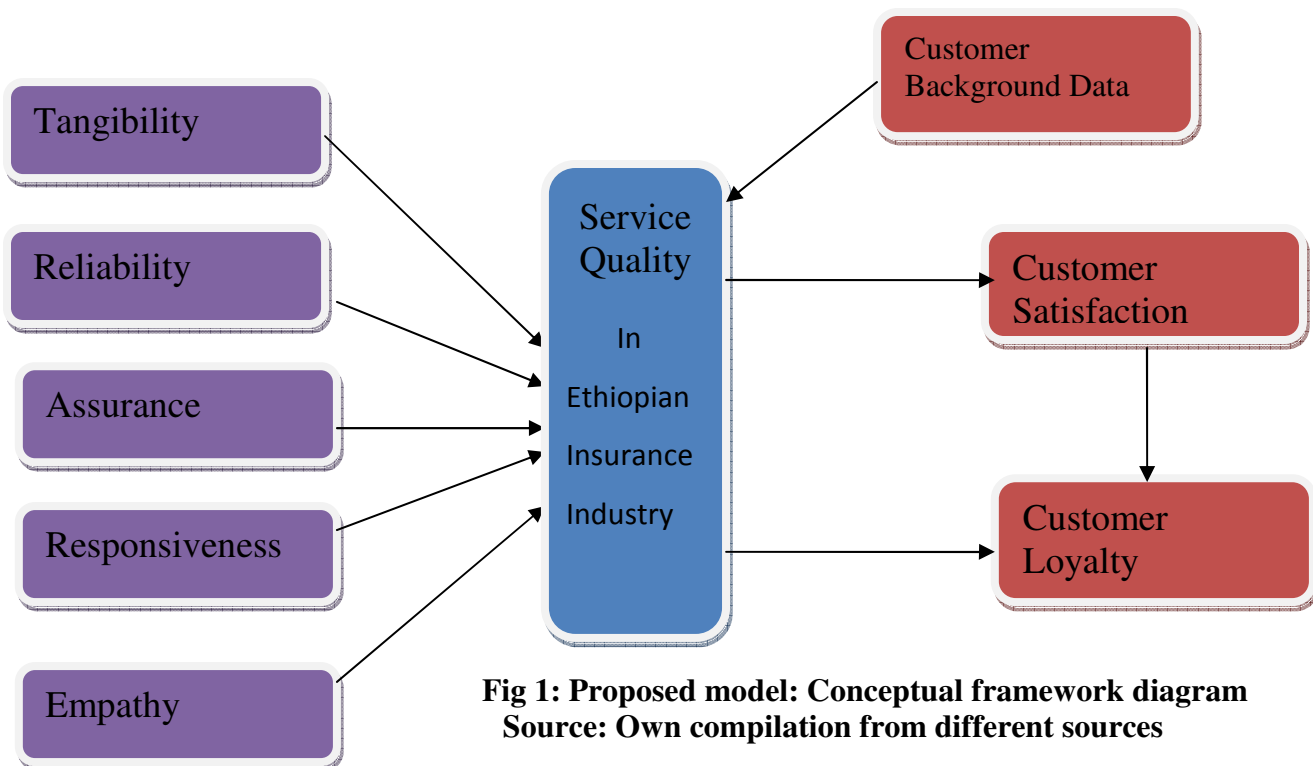 Tangibility
Reliability
Assurance
Responsiveness
Empathy
Service
Quality
In
Ethiopian
Insurance
Industry
Customer
Background Data
Customer
Satisfaction
Customer
Loyalty
Fig 1: Proposed model: Conceptual framework diagram
Source: Own compilation from different sources